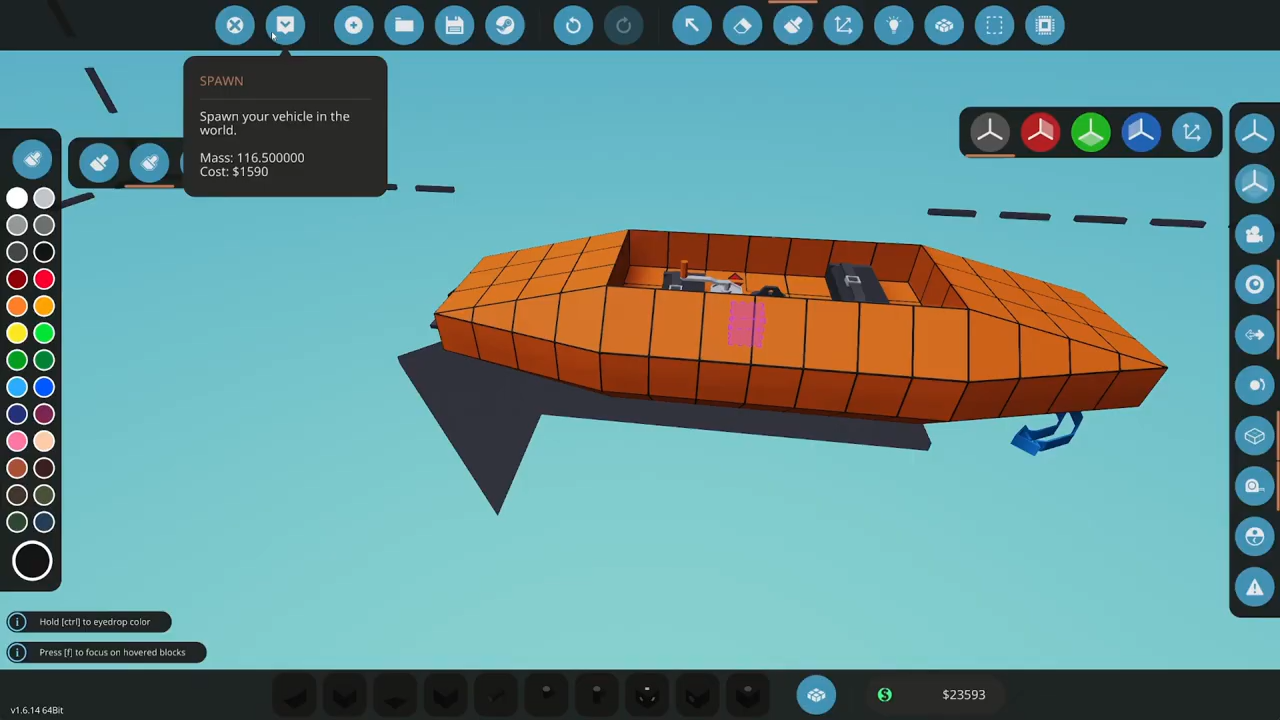 SPAWN
Spawn your vehicle in the
world.
Mass: 116.500000
Cost: $1590
Hold [ctrl] to eyedrop color
Press [f] to focus on hovered blocks
$23593
v1.6.14 64Bit